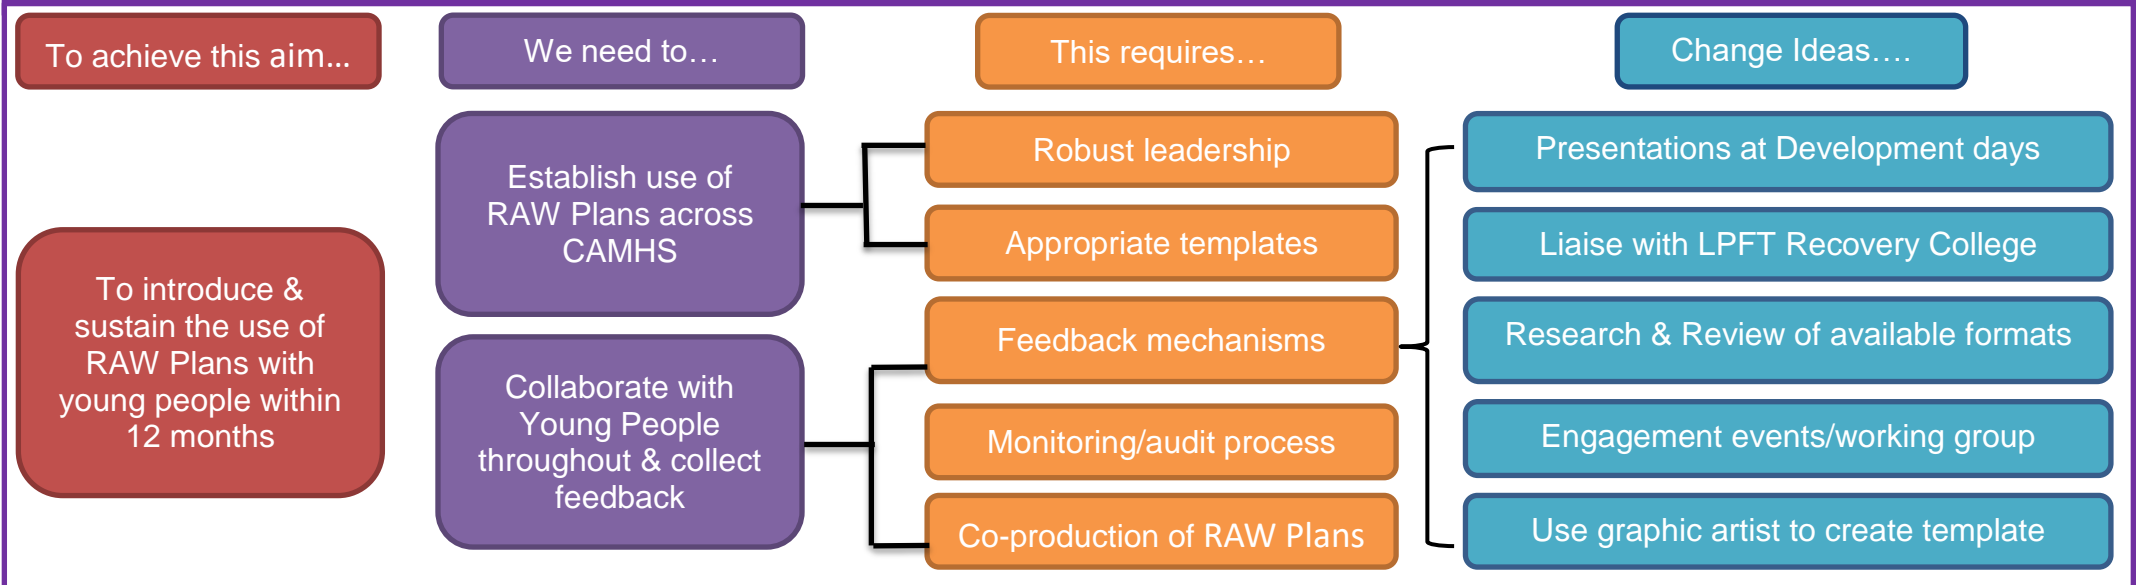 To achieve this aim…
We need to…
This requires…
Change Ideas….
To introduce &
sustain the use of
RAW Plans with
young people within
12 months
Establish use of
RAW Plans across
CAMHS
Collaborate with
Young People
throughout & collect
feedback
Robust leadership
Appropriate templates
Feedback mechanisms
Monitoring/audit process
Co-production of RAW Plans
Presentations at Development days
Liaise with LPFT Recovery College
Research & Review of available formats
Engagement events/working group
Use graphic artist to create template